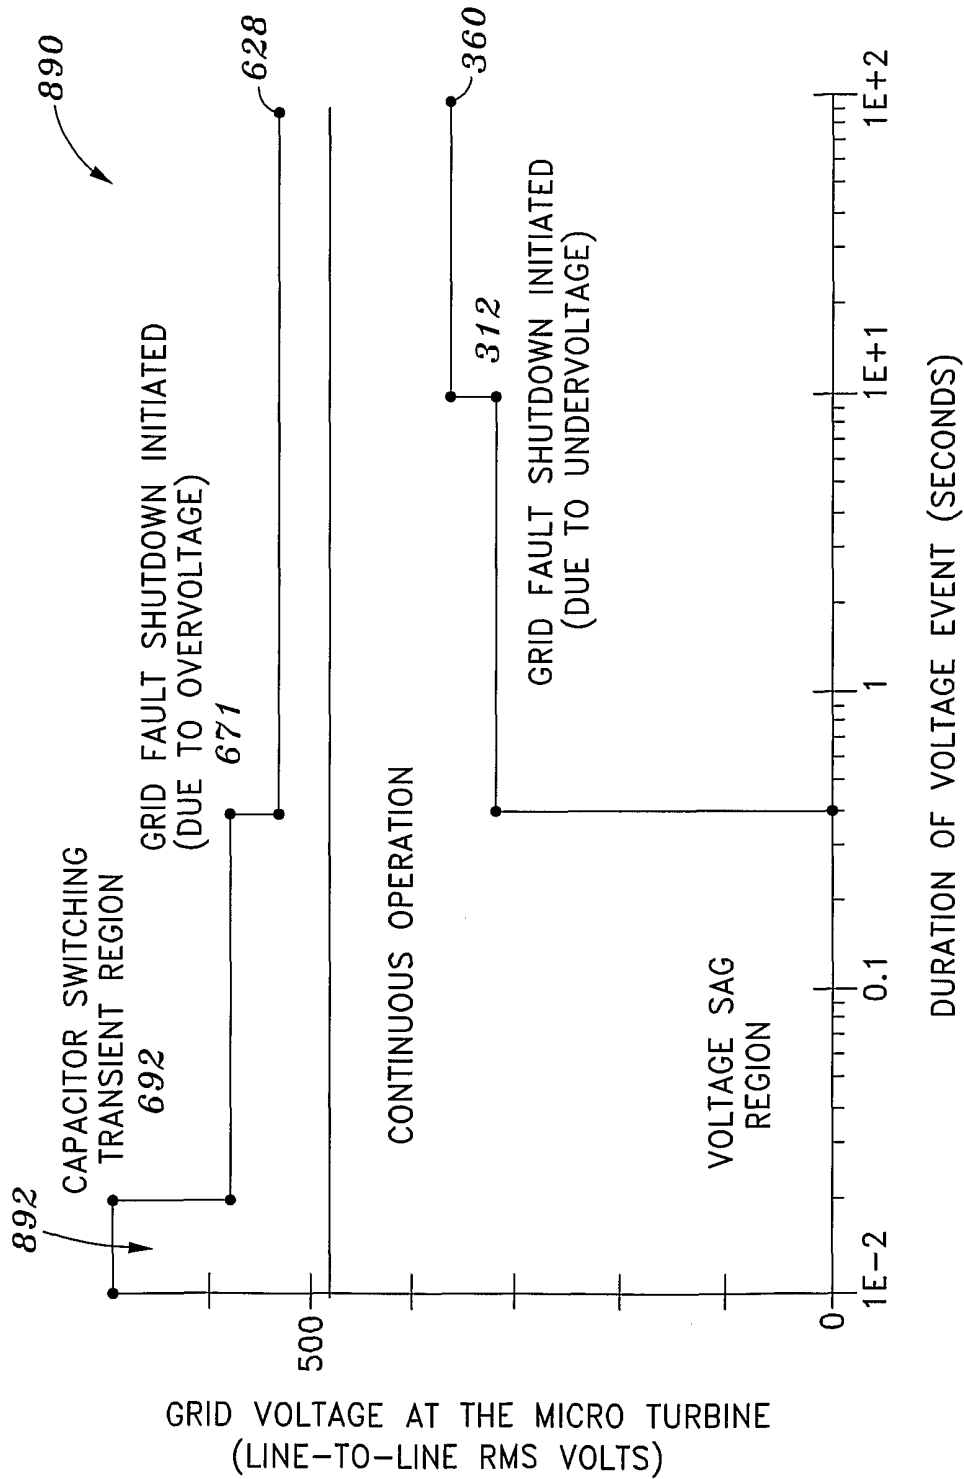 890
892
CAPACITOR SWITCHING
TRANSIENT REGION
692
GRID FAULT SHUTDOWN INITIATED
(DUE TO OVERVOLTAGE)
671
628
500
CONTINUOUS OPERATION
360
312
GRID FAULT SHUTDOWN INITIATED
(DUE TO UNDERVOLTAGE)
VOLTAGE SAG
REGION
0
1E-2
0.1
1
1E+1
1E+2
DURATION OF VOLTAGE EVENT (SECONDS)
GRID VOLTAGE AT THE MICRO TURBINE
(LINE-TO-LINE RMS VOLTS)